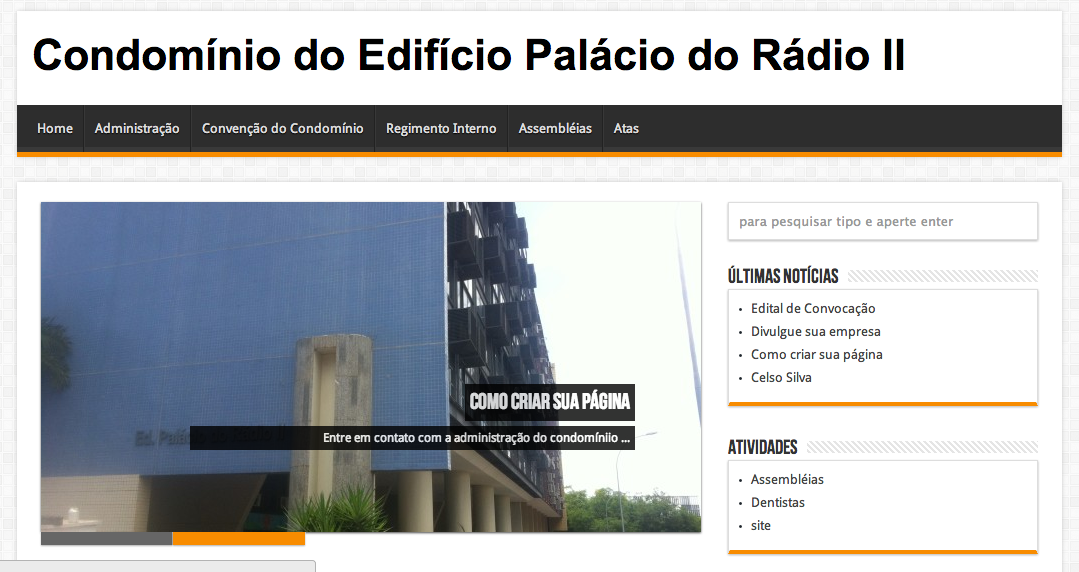 Condomínio do Edifício Palácio do Rádio II
Home Administração Convenção do Condomínio Regimento Interno Assembléias Atas
para pesquisar tipo e aperte enter
ÚLTIMAS NOTÍCIAS
Edital de Convocação
Divulgue sua empresa
Como criar sua página
Celso Silva
COMO CRIAR SUA PÁGINA
Entre em contato com a administração do condomíniio ...
Ed.
ATIVIDADES
Assembléias
Dentistas
site